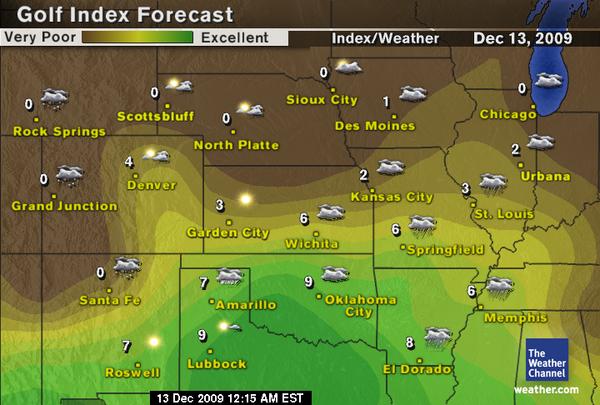 Golf Index Forecast
Very Poor Excellent Index/Weather Dec 13, 2009
0 Sioux City
0 Rock Springs
0 Scottsbluff
0 North Platte
1 Des Moines
0 Chicago
2 Urbana
4 Denver
0 Grand Junction
2 Kansas City
3 St. Louis
3 Garden City
6 Wichita
6 Springfield
0 Santa Fe
7 WINDY Amarillo
9 Oklahoma
City
6 Memphis
7 Roswell
9 Lubbock
8 El Dorado
The
Weather
Channel
weather.com
13 Dec 2009 12:15 AM EST